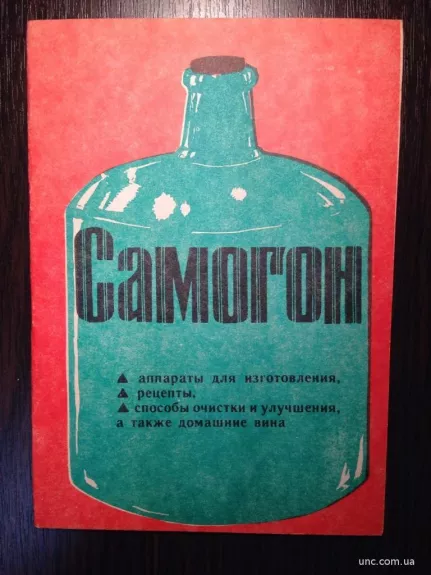 Самогон
▲ аппараты для изготовления,
▲ рецепты,
▲ способы очистки и улучшения,
а также домашние вина
unc.com.ua